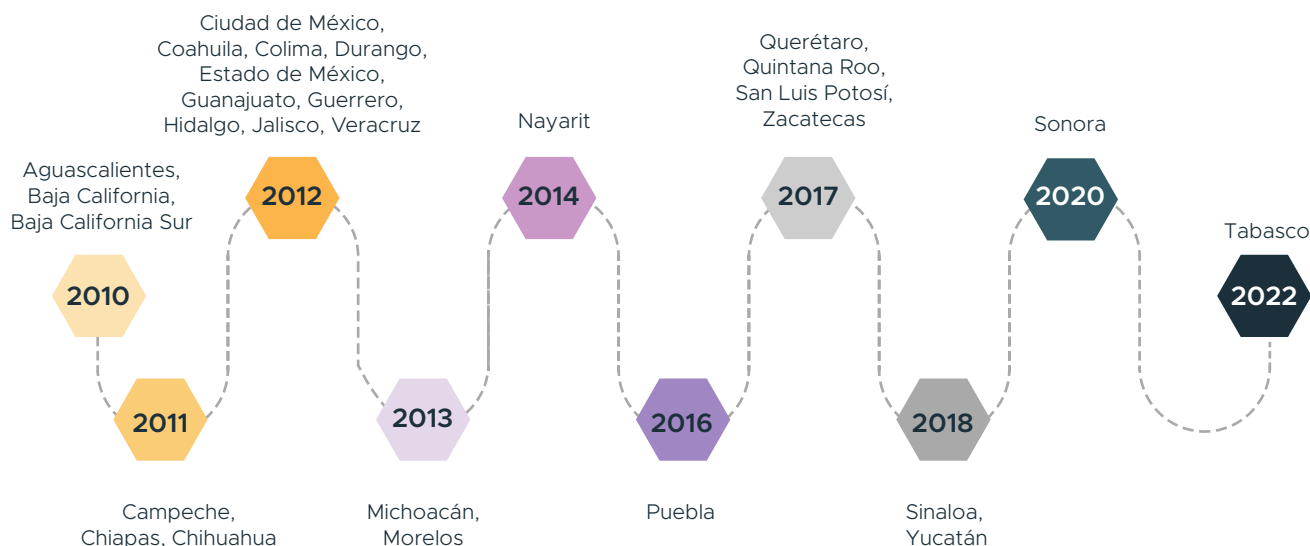 Aguascalientes,
Baja California,
Baja California Sur
2010
2011
Campeche,
Chiapas, Chihuahua
Ciudad de México,
Coahuila, Colima, Durango,
Estado de México,
Guanajuato, Guerrero,
Hidalgo, Jalisco, Veracruz
2012
2013
Michoacán,
Morelos
Nayarit
2014
2016
Puebla
Querétaro,
Quintana Roo,
San Luis Potosí,
Zacatecas
2017
2018
Sinaloa,
Yucatán
Sonora
2020
Tabasco
2022